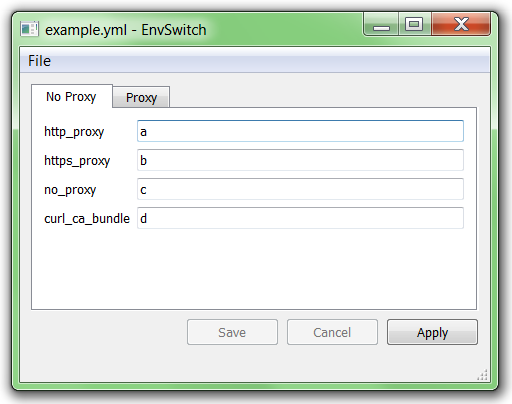 example.yml - EnvSwitch
File
No Proxy Proxy
http_proxy a
https_proxy b
no_proxy c
curl_ca_bundle d
Save Cancel Apply